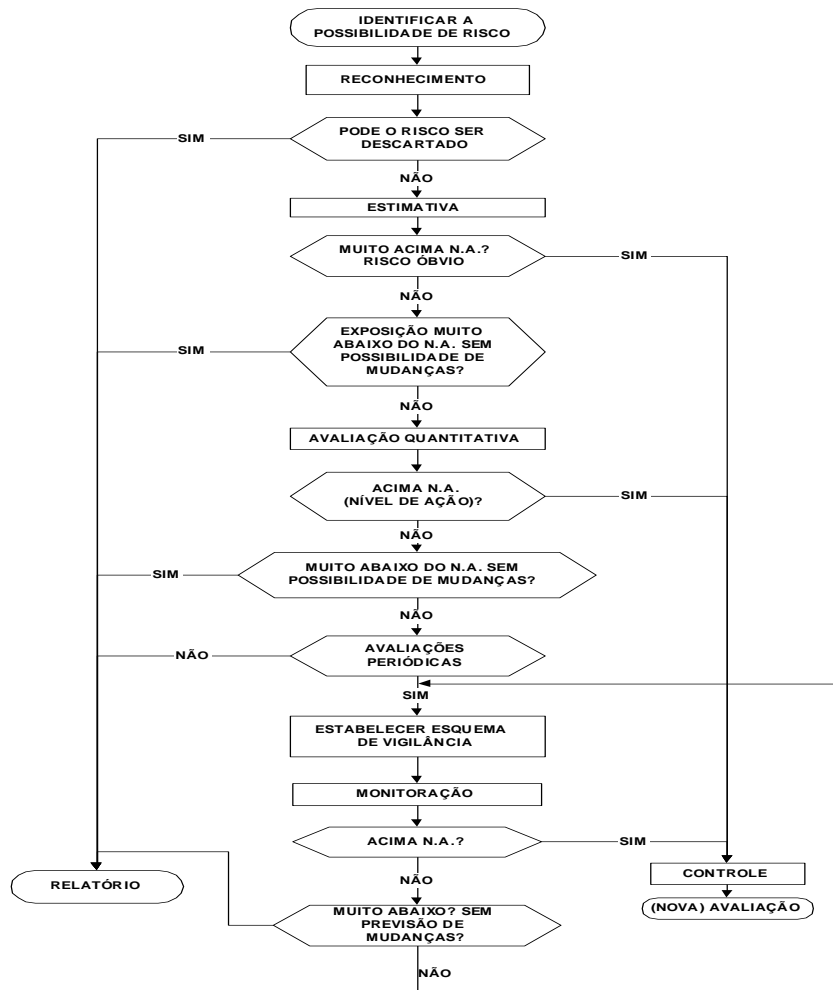 IDENTIFICAR A
POSSIBILIDADE DE RISCO
RECONHECIMENTO
SIM
PODE O RISCO SER
DESCARTADO
NÃO
ESTIMATIVA
MUITO ACIMA N.A.?
RISCO ÓBVIO
SIM
NÃO
EXPOSIÇÃO MUITO
ABAIXO DO N.A. SEM
POSSIBILIDADE DE
MUDANÇAS?
SIM
NÃO
AVALIAÇÃO QUANTITATIVA
ACIMA N.A.
(NÍVEL DE AÇÃO)?
SIM
NÃO
SIM
MUITO ABAIXO DO N.A. SEM
POSSIBILIDADE DE MUDANÇAS?
NÃO
NÃO
AVALIAÇÕES
PERIÓDICAS
SIM
ESTABELECER ESQUEMA
DE VIGILÂNCIA
MONITORAÇÃO
ACIMA N.A.?
SIM
NÃO
RELATÓRIO
CONTROLE
(NOVA) AVALIAÇÃO
MUITO ABAIXO? SEM
PREVISÃO DE
MUDANÇAS?
NÃO